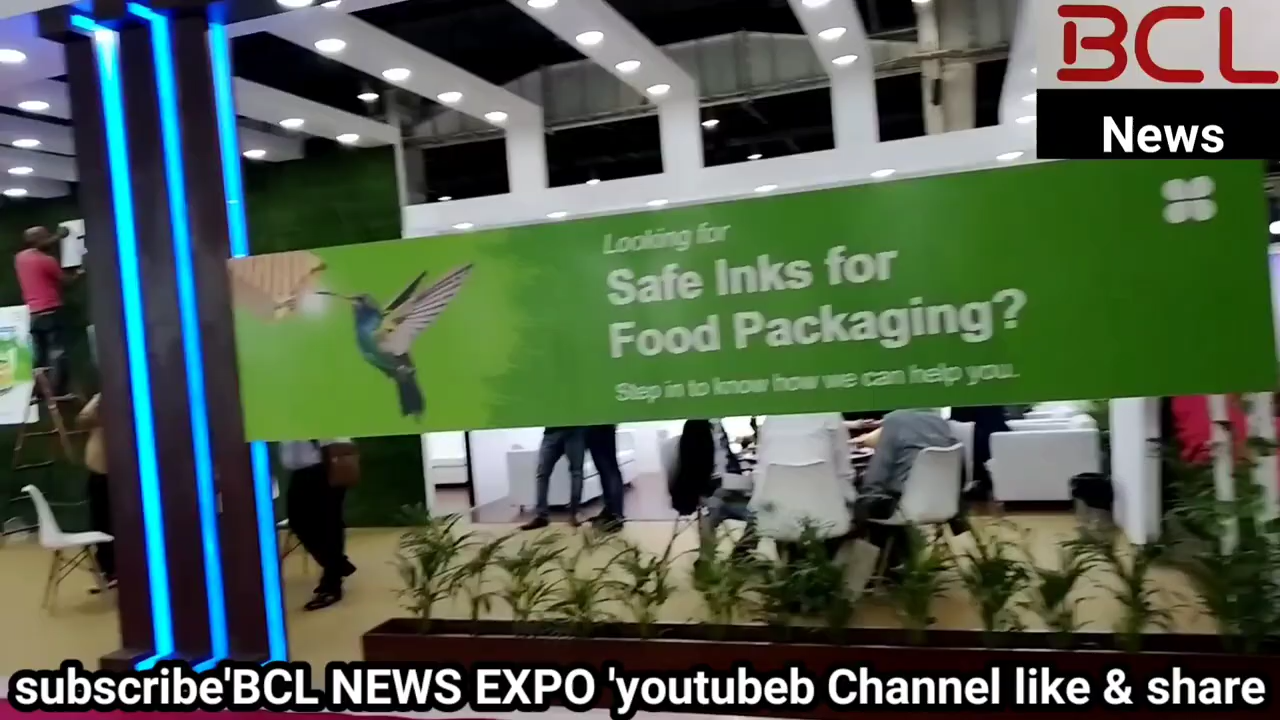 BCL
News
Looking for
Safe Inks for
Food Packaging?
Step in to know how we can help you.
subscribe'BCL NEWS EXPO 'youtubeb Channel like & share